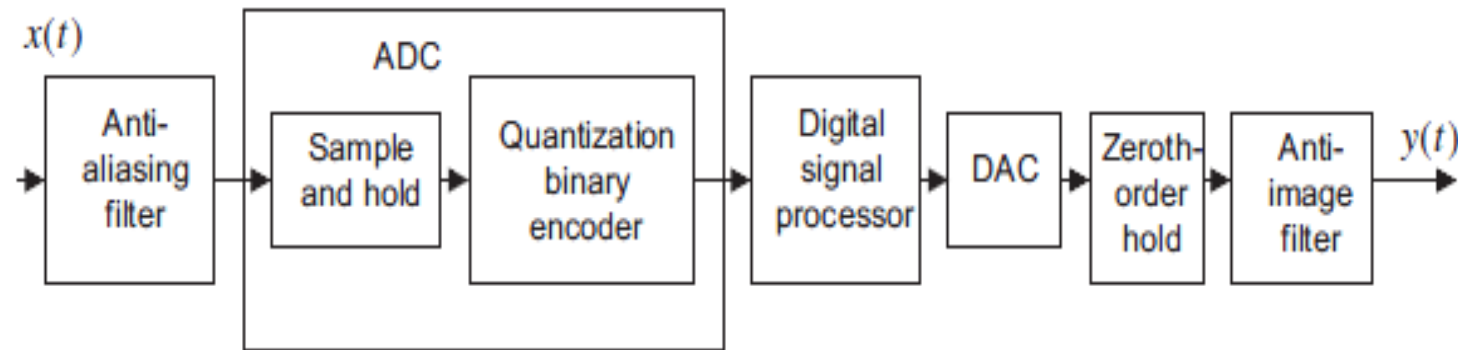 x(t)
Anti-
aliasing
filter
ADC
Sample
and hold
Quantization
binary
encoder
Digital
signal
processor
DAC
Zeroth-
order
hold
Anti-
image
filter
y(t)